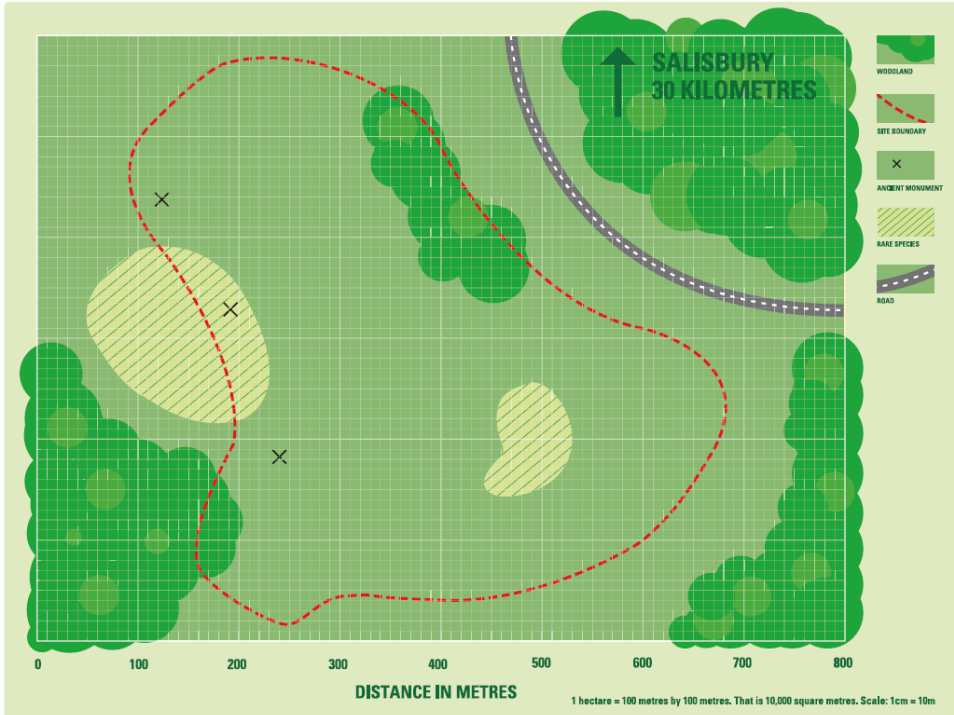 SALISBURY
30 KILOMETRES
WOODLAND
SITE BOUNDARY
ANCIENT MONUMENT
RARE SPECIES
ROAD
0 100 200 300 400 500 600 700 800
DISTANCE IN METRES
1 hectare = 100 metres by 100 metres. That is 10,000 square metres. Scale: 1cm = 10m